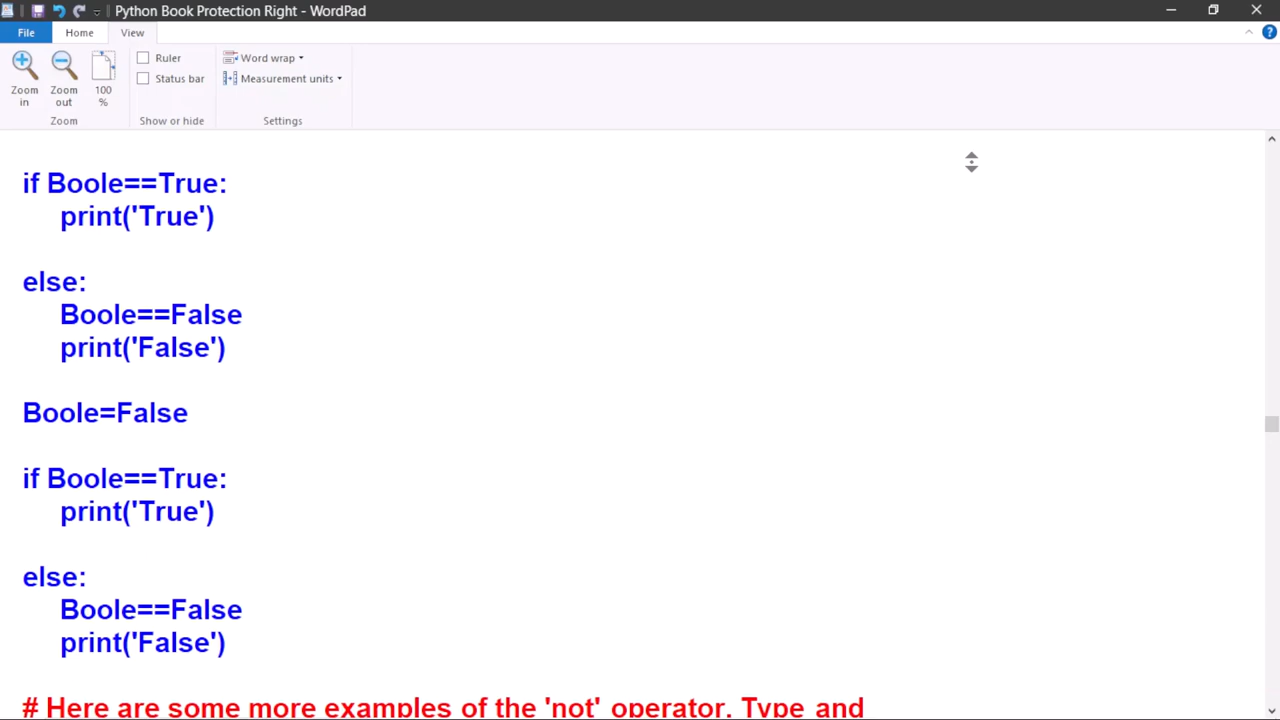 Python Book Protection Right - WordPad
File Home View
Zoom in
Zoom out
100 %
Ruler
Status bar
Word wrap
Measurement units
Zoom
Show or hide
Settings
if Boole==True:
print('True')
else:
Boole==False
print('False')
Boole=False
if Boole==True:
print('True')
else:
Boole==False
print('False')
# Here are some more examples of the 'not' operator. Type and